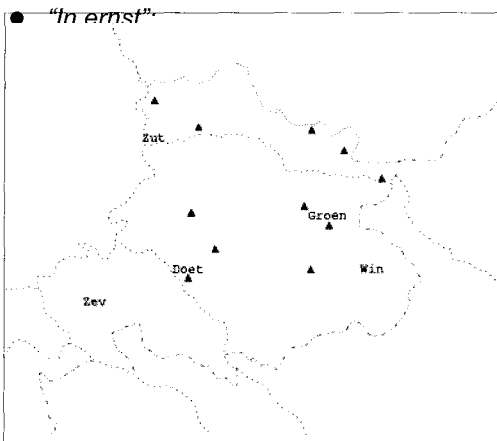 ● "In ernst":
Zut
Groen
Doet
Win
Zev